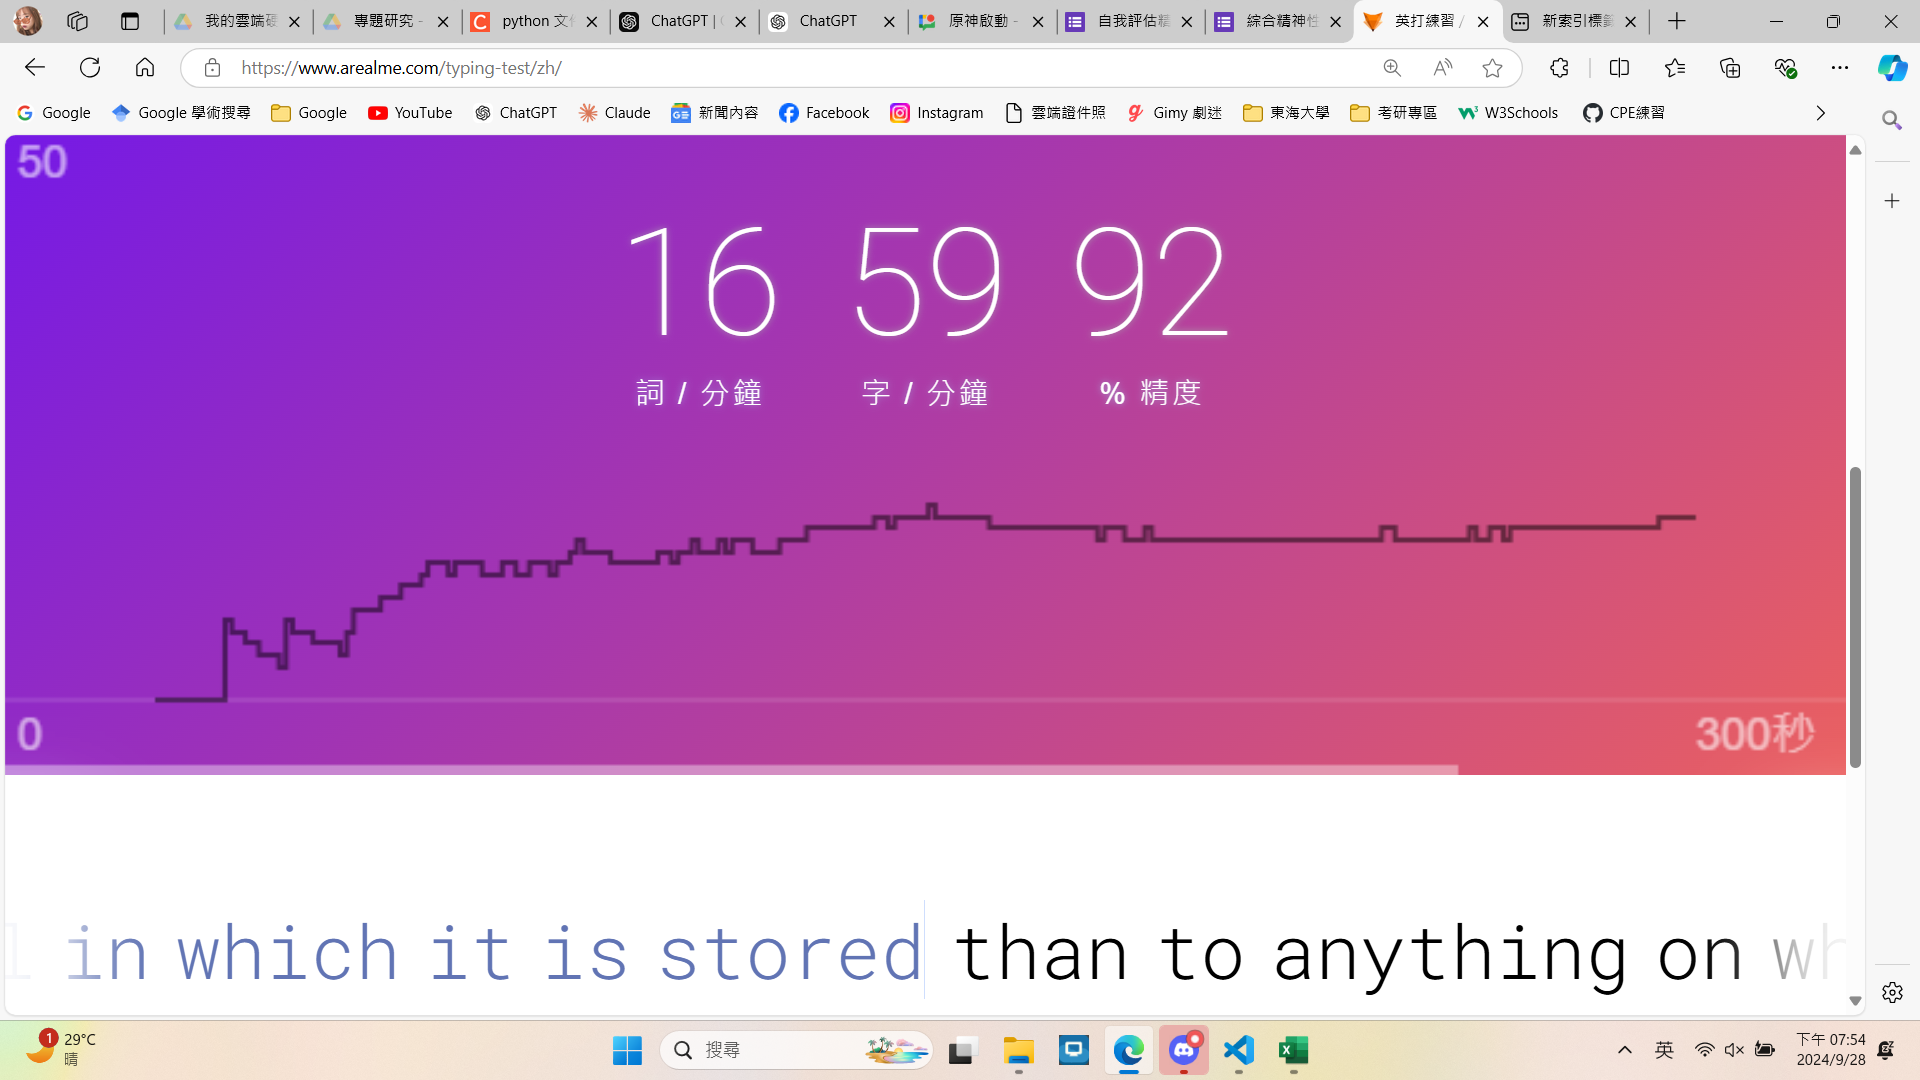 我的雲端硬
專題研究 -
python 文件
ChatGPT | C
ChatGPT
原神啟動 -
自我評估精
綜合精神性
英打練習 /
新索引標籤
https://www.arealme.com/typing-test/zh/
Google
Google 學術搜尋
Google
YouTube
ChatGPT
Claude
新聞內容
Facebook
Instagram
雲端證件照
Gimy 劇迷
東海大學
考研專區
W3Schools
CPE練習
50
16 59 92
詞 / 分鐘 字 / 分鐘 % 精度
0 300秒
in which it is stored than to anything on wh
1
29°C
晴
搜尋
英
下午 07:54
2024/9/28